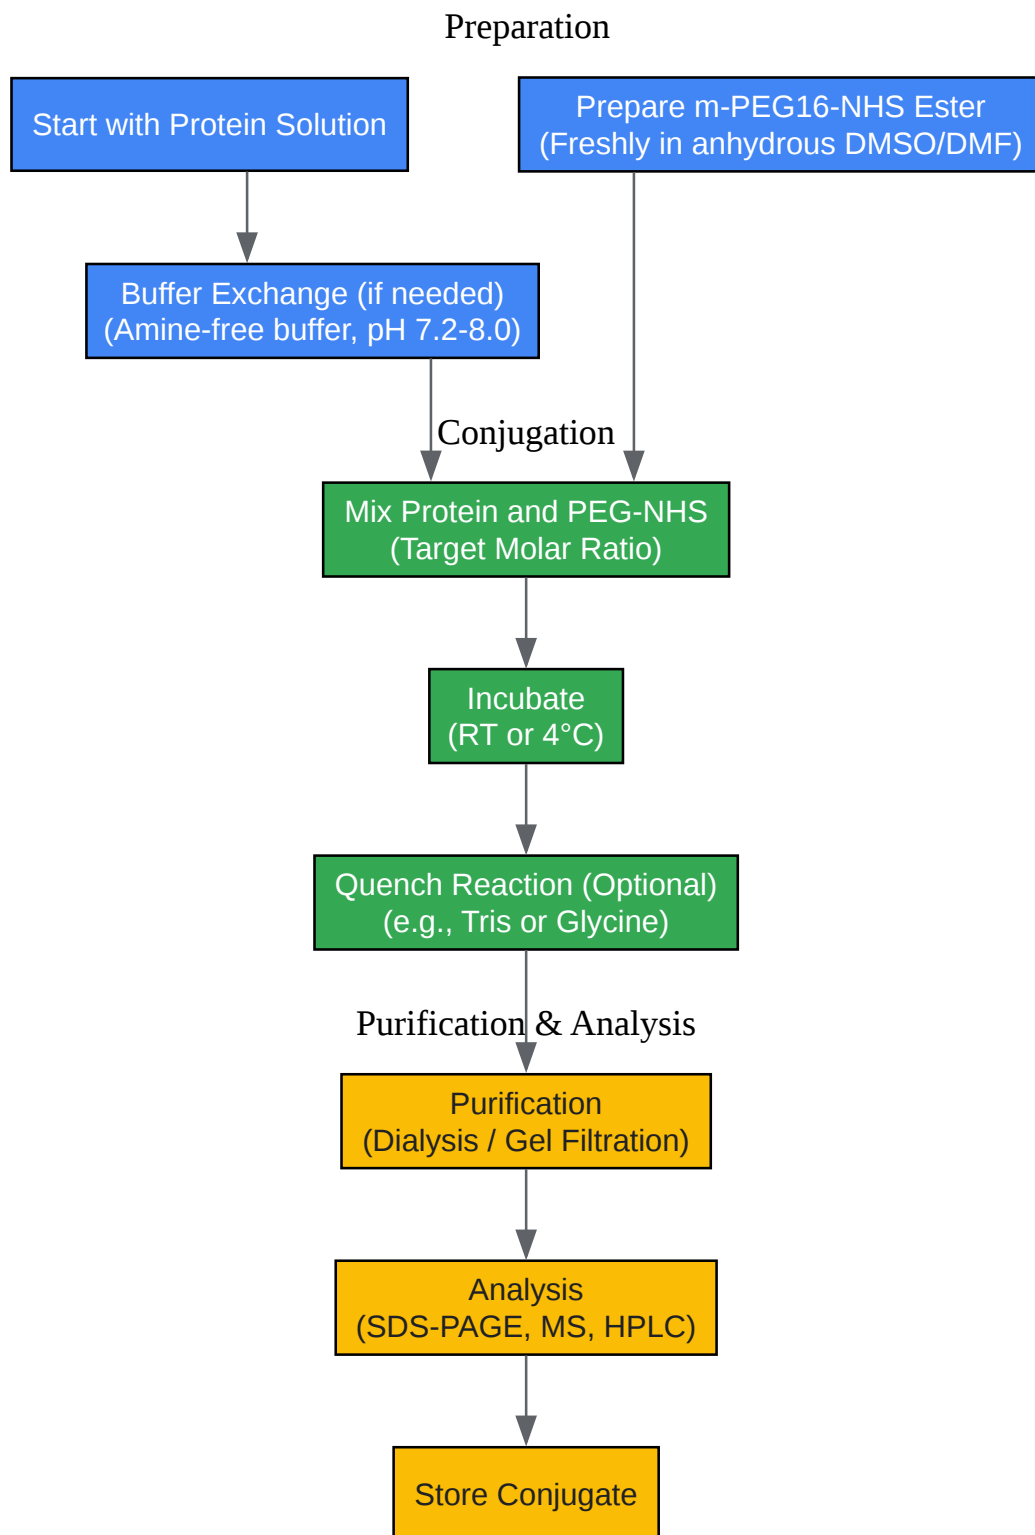 Preparation
Start with Protein Solution
Prepare m-PEG16-NHS Ester
(Freshly in anhydrous DMSO/DMF)
Buffer Exchange (if needed)
(Amine-free buffer, pH 7.2-8.0)
Conjugation
Mix Protein and PEG-NHS
(Target Molar Ratio)
Incubate
(RT or 4°C)
Quench Reaction (Optional)
(e.g., Tris or Glycine)
Purification & Analysis
Purification
(Dialysis / Gel Filtration)
Analysis
(SDS-PAGE, MS, HPLC)
Store Conjugate